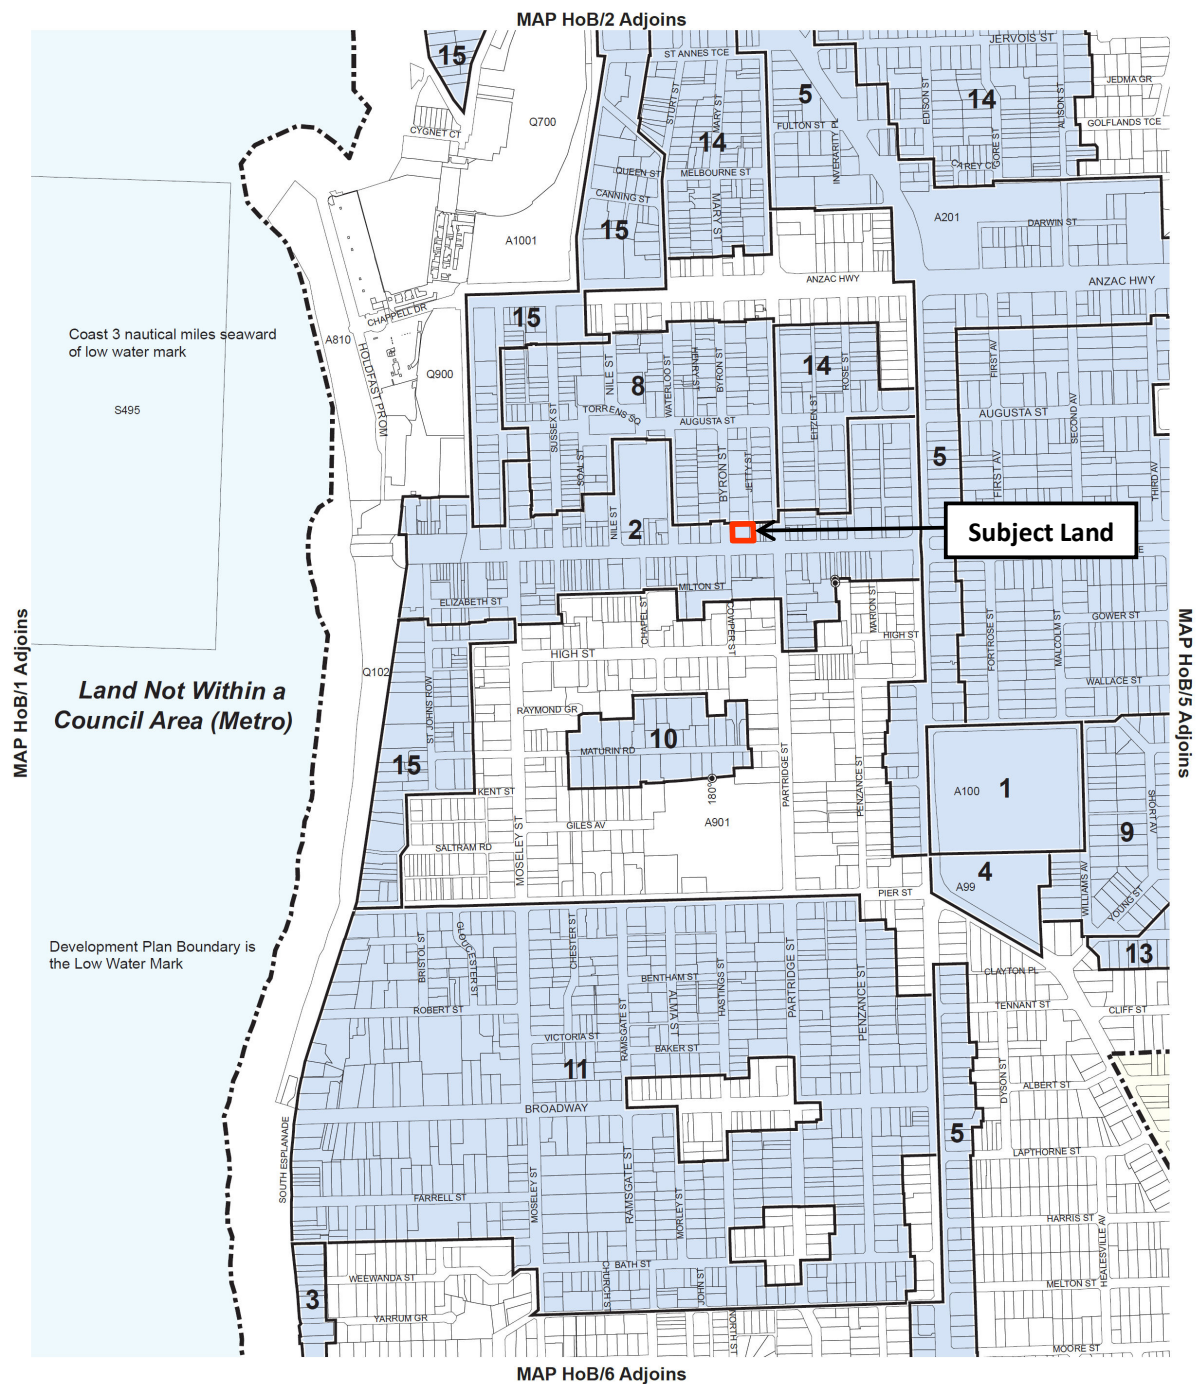 MAP HoB/2 Adjoins
15
ST ANNES TCE
JERVOIS ST
5
14
EDISON ST
ALISON ST
JEDMA GR
STURT ST
MARY ST
Q700
CYGNET CT
FULTON ST
INVERARITY PL
GOLFLANDS TCE
14
GORE ST
CAREY CL
QUEEN ST
MELBOURNE ST
CANNING ST
MARY ST
A201
DARWIN ST
15
A1001
ANZAC HWY
ANZAC HWY
CHAPPELL DR
15
Coast 3 nautical miles seaward
of low water mark
A810
HOLDFAST PROM
Q900
S495
NILE ST
8
WATERLOO ST
HENRY ST
BYRON ST
14
ROSE ST
FIRST AV
SECOND AV
TORRENS SQ
AUGUSTA ST
AUGUSTA ST
SUSSEX ST
SOAL ST
BYRON ST
JETTY ST
EITZEN ST
5
FIRST AV
THIRD AV
NILE ST
2
Subject Land
E
Q100
MILTON ST
ELIZABETH ST
CHAPEL ST
COWPER ST
MARION ST
HIGH ST
HIGH ST
FORTROSE ST
MALCOLM ST
GOWER ST
WALLACE ST
MAP HoB/1 Adjoins
MAP HoB/5 Adjoins
Q102
Land Not Within a
Council Area (Metro)
ST JOHNS ROW
RAYMOND GR
10
MATURIN RD
15
KENT ST
180°
PARTRIDGE ST
PENZANCE ST
A100
1
SHORT AV
9
MOSELEY ST
GILES AV
A901
SALTRAM RD
4
A99
PIER ST
WILLIAMS AV
YOUNG ST
Development Plan Boundary is
the Low Water Mark
BRISTOL ST
GLOUCESTER ST
CHESTER ST
BENTHAM ST
HASTINGS ST
PARTRIDGE ST
PENZANCE ST
13
CLAYTON PL
ROBERT ST
RAMSGATE ST
ALMA ST
TENNANT ST
CLIFF ST
VICTORIA ST
BAKER ST
11
DYSON ST
ALBERT ST
BROADWAY
5
LAPTHORNE ST
SOUTH ESPLANADE
FARRELL ST
MOSELEY ST
RAMSGATE ST
MORLEY ST
HARRIS ST
HEALESVILLE AV
WEEWANDA ST
BATH ST
CHURCH ST
JOHN ST
MELTON ST
3
YARRUM GR
NORTH ST
MOORE ST
MAP HoB/6 Adjoins